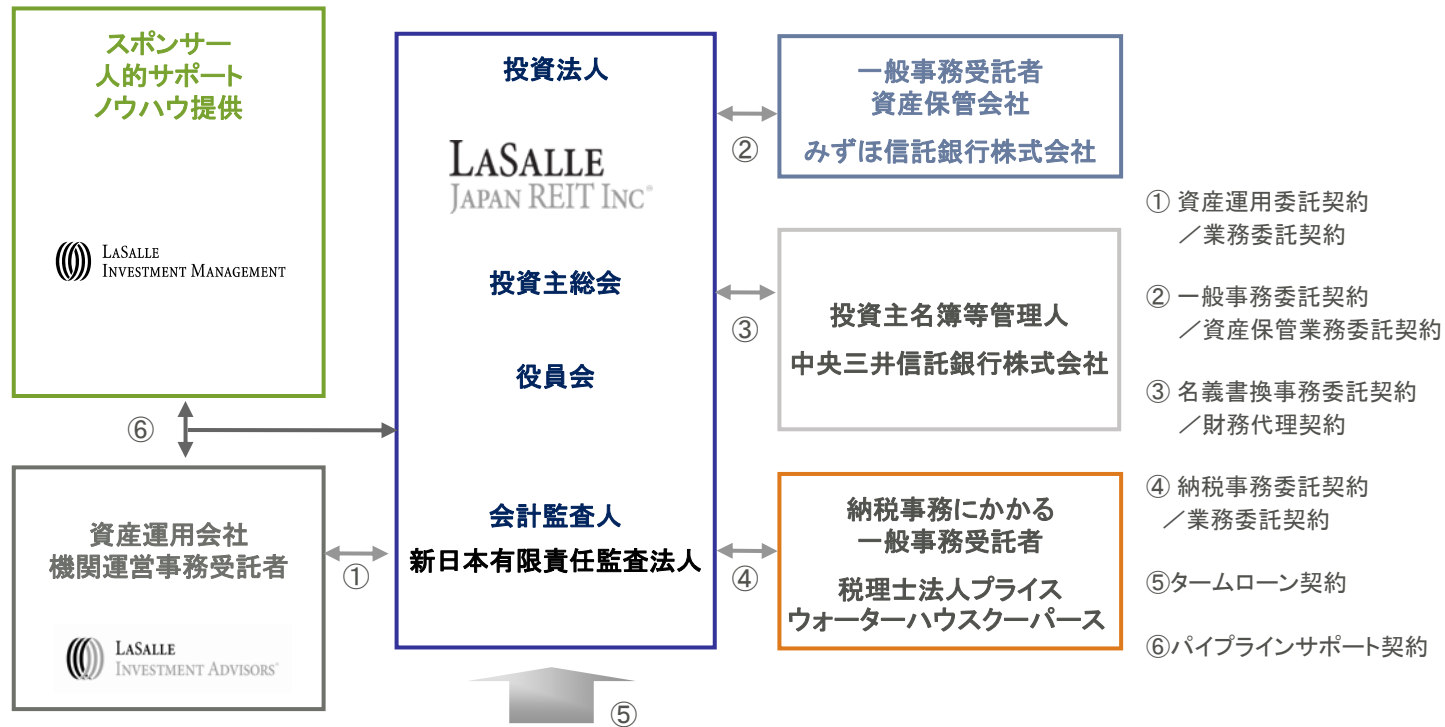 スポンサー
人的サポート
ノウハウ提供
LASALLE
INVESTMENT MANAGEMENT
⑥
資産運用会社
機関運営事務受託者
LASALLE
INVESTMENT ADVISORS
①
投資法人
LASALLE
JAPAN REIT INC
投資主総会
役員会
会計監査人
新日本有限責任監査法人
⑤
②
一般事務受託者
資産保管会社
みずほ信託銀行株式会社
③
投資主名簿等管理人
中央三井信託銀行株式会社
④
納税事務にかかる
一般事務受託者
税理士法人プライス
ウォーターハウスクーパース
① 資産運用委託契約
／業務委託契約
② 一般事務委託契約
／資産保管業務委託契約
③ 名義書換事務委託契約
／財務代理契約
④ 納税事務委託契約
／業務委託契約
⑤タームローン契約
⑥パイプラインサポート契約